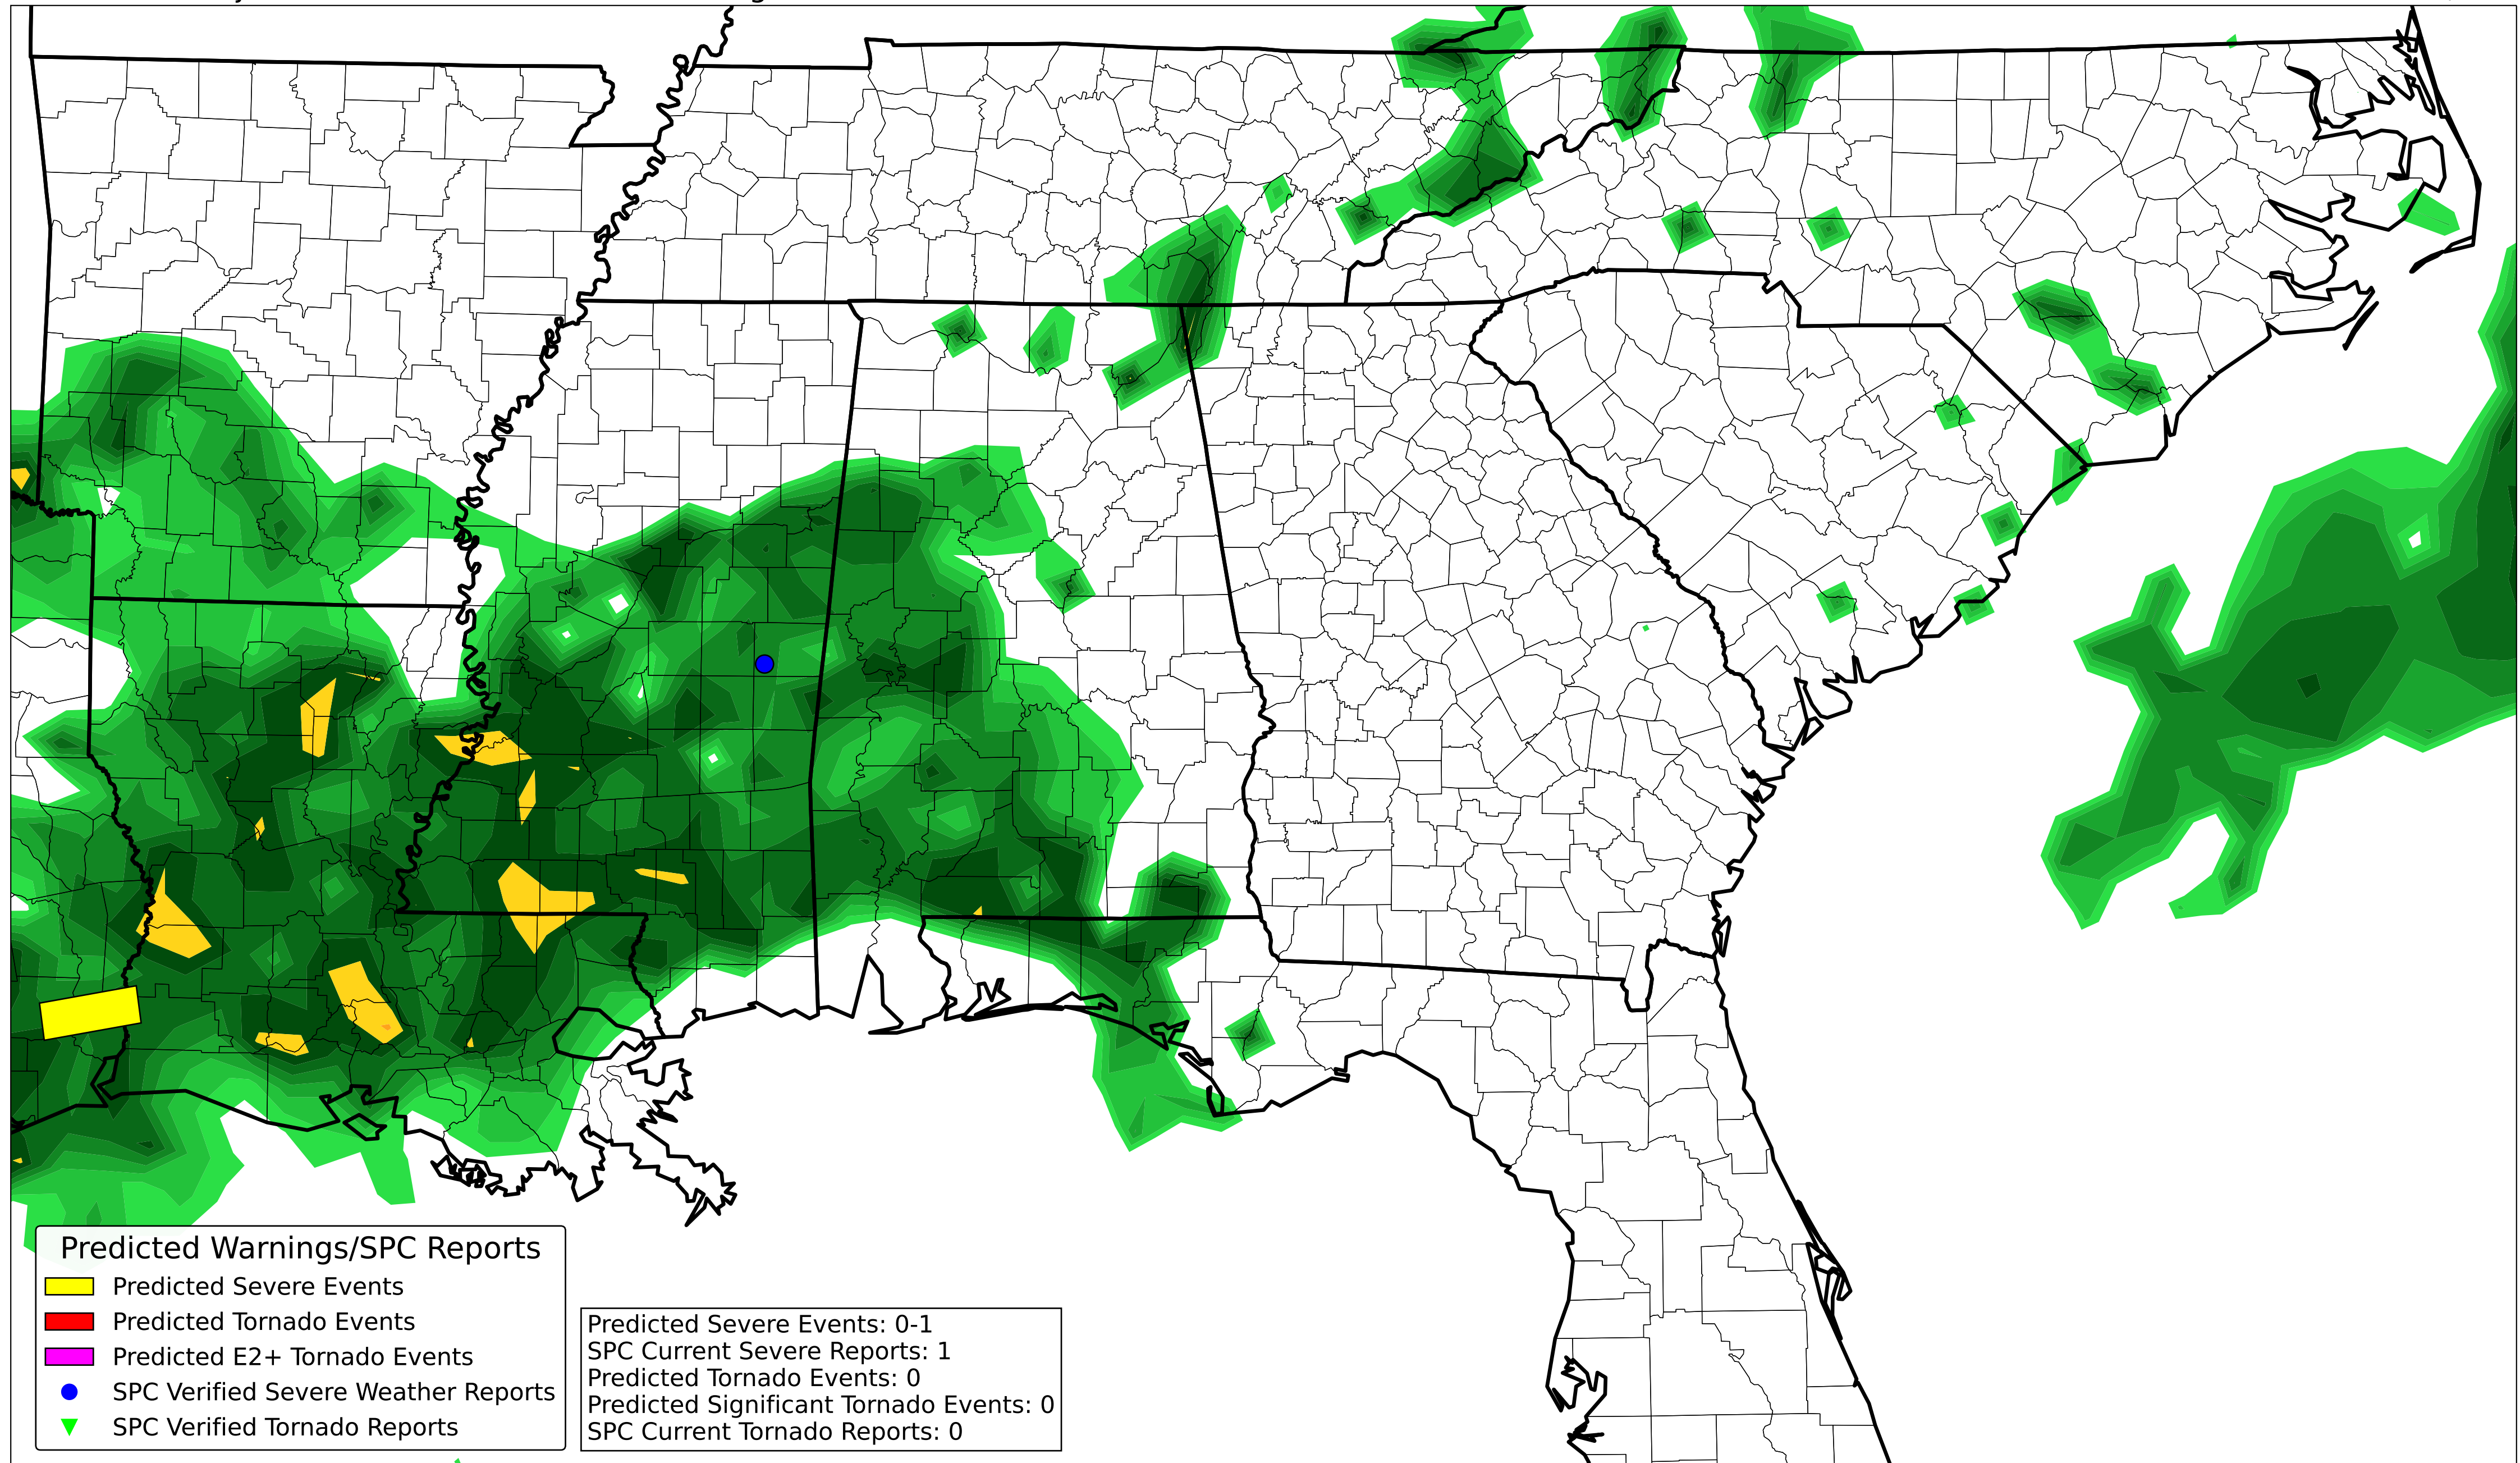 Predicted Warnings/SPC Reports
Predicted Severe Events
Predicted Tornado Events
Predicted E2+ Tornado Events
SPC Verified Severe Weather Reports
SPC Verified Tornado Reports
Predicted Severe Events: 0-1
SPC Current Severe Reports: 1
Predicted Tornado Events: 0
Predicted Significant Tornado Events: 0
SPC Current Tornado Reports: 0